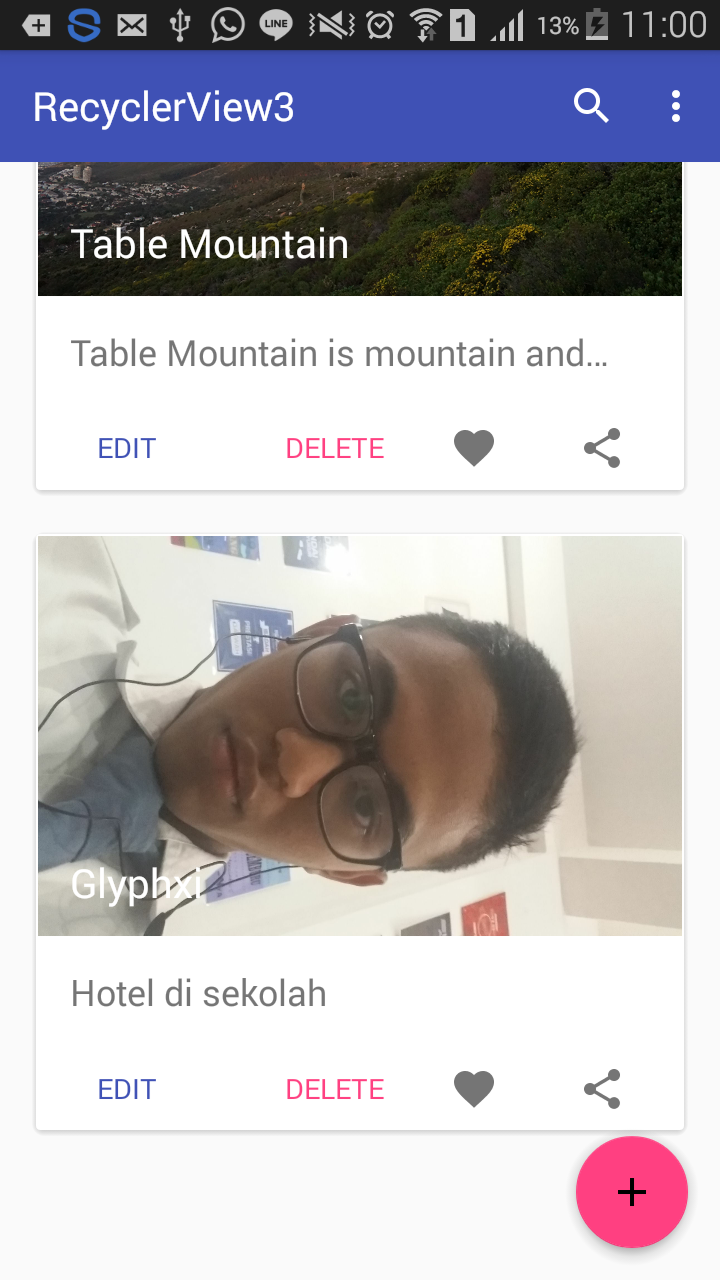 LINE 1 13% 11:00
RecyclerView3
Table Mountain
Table Mountain is mountain and...
EDIT DELETE
Glyphxi
Hotel di sekolah
EDIT DELETE